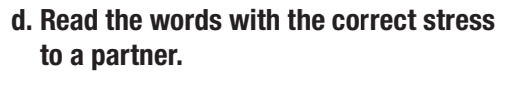 d. Read the words with the correct stress
to a partner.